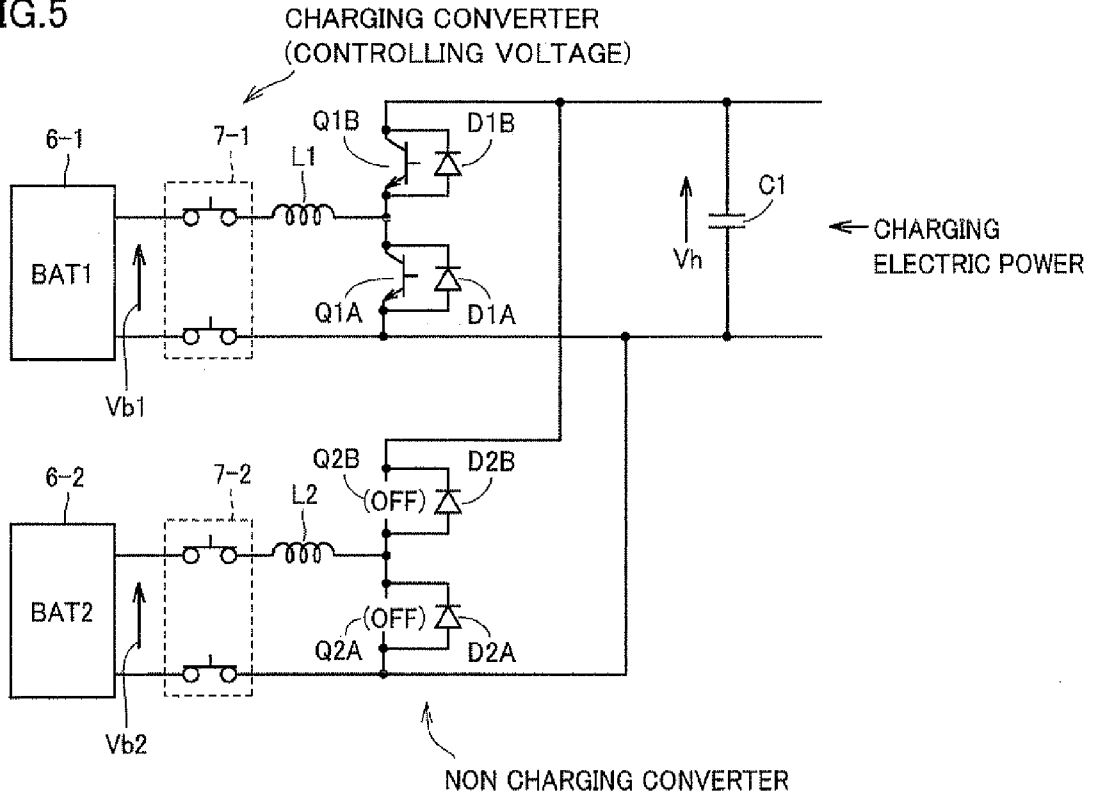 IG.5
CHARGING CONVERTER
(CONTROLLING VOLTAGE)
6-1
7-1
L1
Q1B
D1B
BAT1
Vb1
Q1A
D1A
Vh
C1
CHARGING
ELECTRIC POWER
6-2
7-2
L2
Q2B
(OFF)
D2B
BAT2
Vb2
(OFF)
Q2A
D2A
NON CHARGING CONVERTER